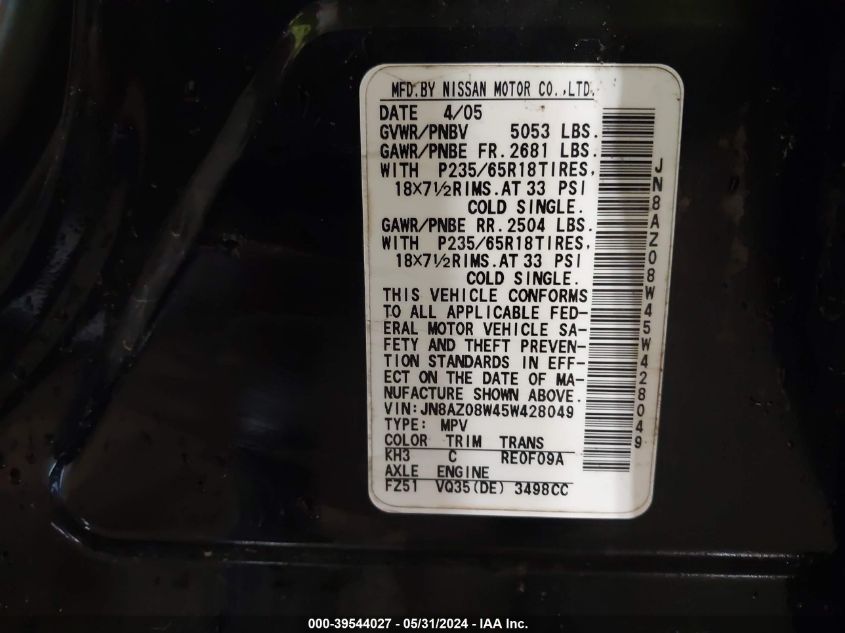 MFD.BY NISSAN MOTOR CO.,LTD.
DATE 4/05
GVWR/PNBV 5053 LBS.
GAWR/PNBE FR. 2681 LBS.
WITH P235/65R18TIRES,
18×7½RIMS.AT 33 PSI
COLD SINGLE.
GAWR/PNBE RR. 2504 LBS.
WITH P235/65R18TIRES,
18×7½RIMS.AT 33 PSI
COLD SINGLE.
THIS VEHICLE CONFORMS
TO ALL APPLICABLE FED-
ERAL MOTOR VEHICLE SA-
FETY AND THEFT PREVEN-
TION STANDARDS IN EFF-
ECT ON THE DATE OF MA-
NUFACTURE SHOWN ABOVE.
VIN:JN8AZ08W45W428049
TYPE: MPV
COLOR TRIM TRANS
KH3 C RE0F09A
AXLE ENGINE
FZ51 VQ35(DE) 3498CC
JN8AZ08W45W428049
000-39544027 - 05/31/2024 - IAA Inc.